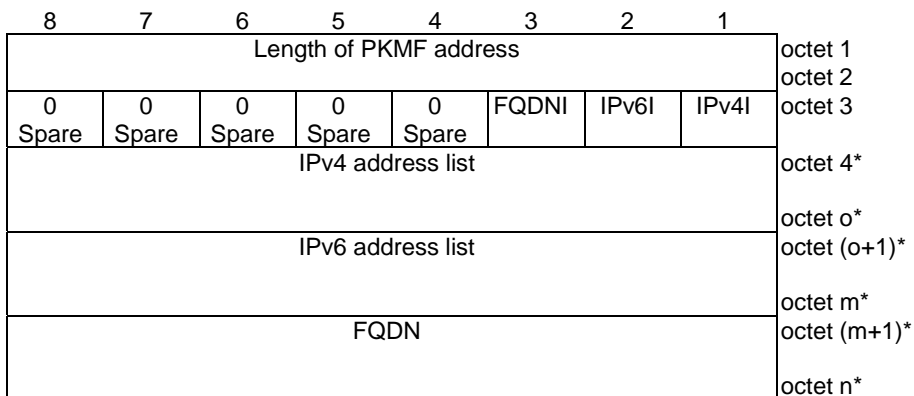 8 7 6 5 4 3 2 1
Length of PKMF address octet 1
octet 2
0 0 0 0 0 FQDNI IPv6I IPv4I octet 3
Spare Spare Spare Spare Spare
IPv4 address list octet 4*
octet o*
IPv6 address list octet (o+1)*
octet m*
FQDN octet (m+1)*
octet n*